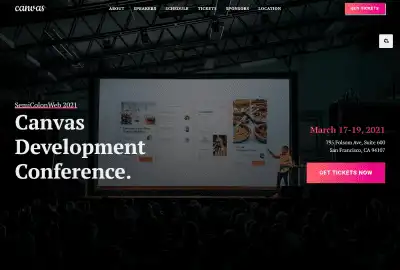 canvas
ABOUT SPEAKERS SCHEDULE TICKETS SPONSORS LOCATION
GET TICKETS
SemiColonWeb 2021
Canvas
Development
Conference.
March 17-19, 2021
795 Folsom Ave, Suite 600
San Francisco, CA 94107
GET TICKETS NOW